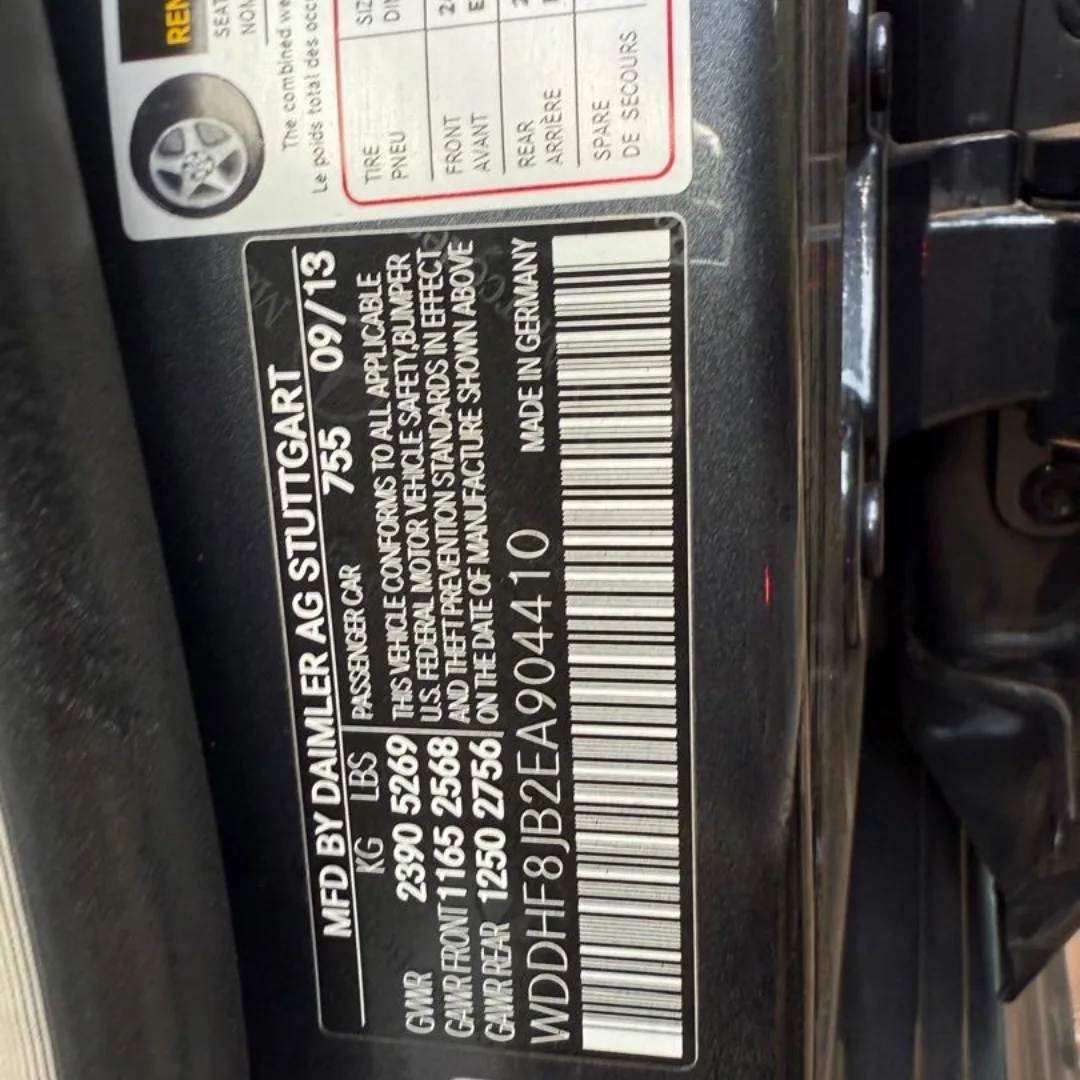 MFD BY DAIMLER AG STUTTGART
KG LBS PASSENGER CAR 755 09/13
GVWR 2390 5269 THIS VEHICLE CONFORMS TO ALL APPLICABLE
GAWR FRONT 1165 2568 U.S. FEDERAL MOTOR VEHICLE SAFETY,BUMPER
GAWR REAR 1250 2756 AND THEFT PREVENTION STANDARDS IN EFFECT
ON THE DATE OF MANUFACTURE SHOWN ABOVE
WDDHF8JB2EA904410 MADE IN GERMANY
The combined
Le poids total des
TIRE
PNEU
FRONT
AVANT
REAR
ARRIÈRE
SPARE
DE SECOURS